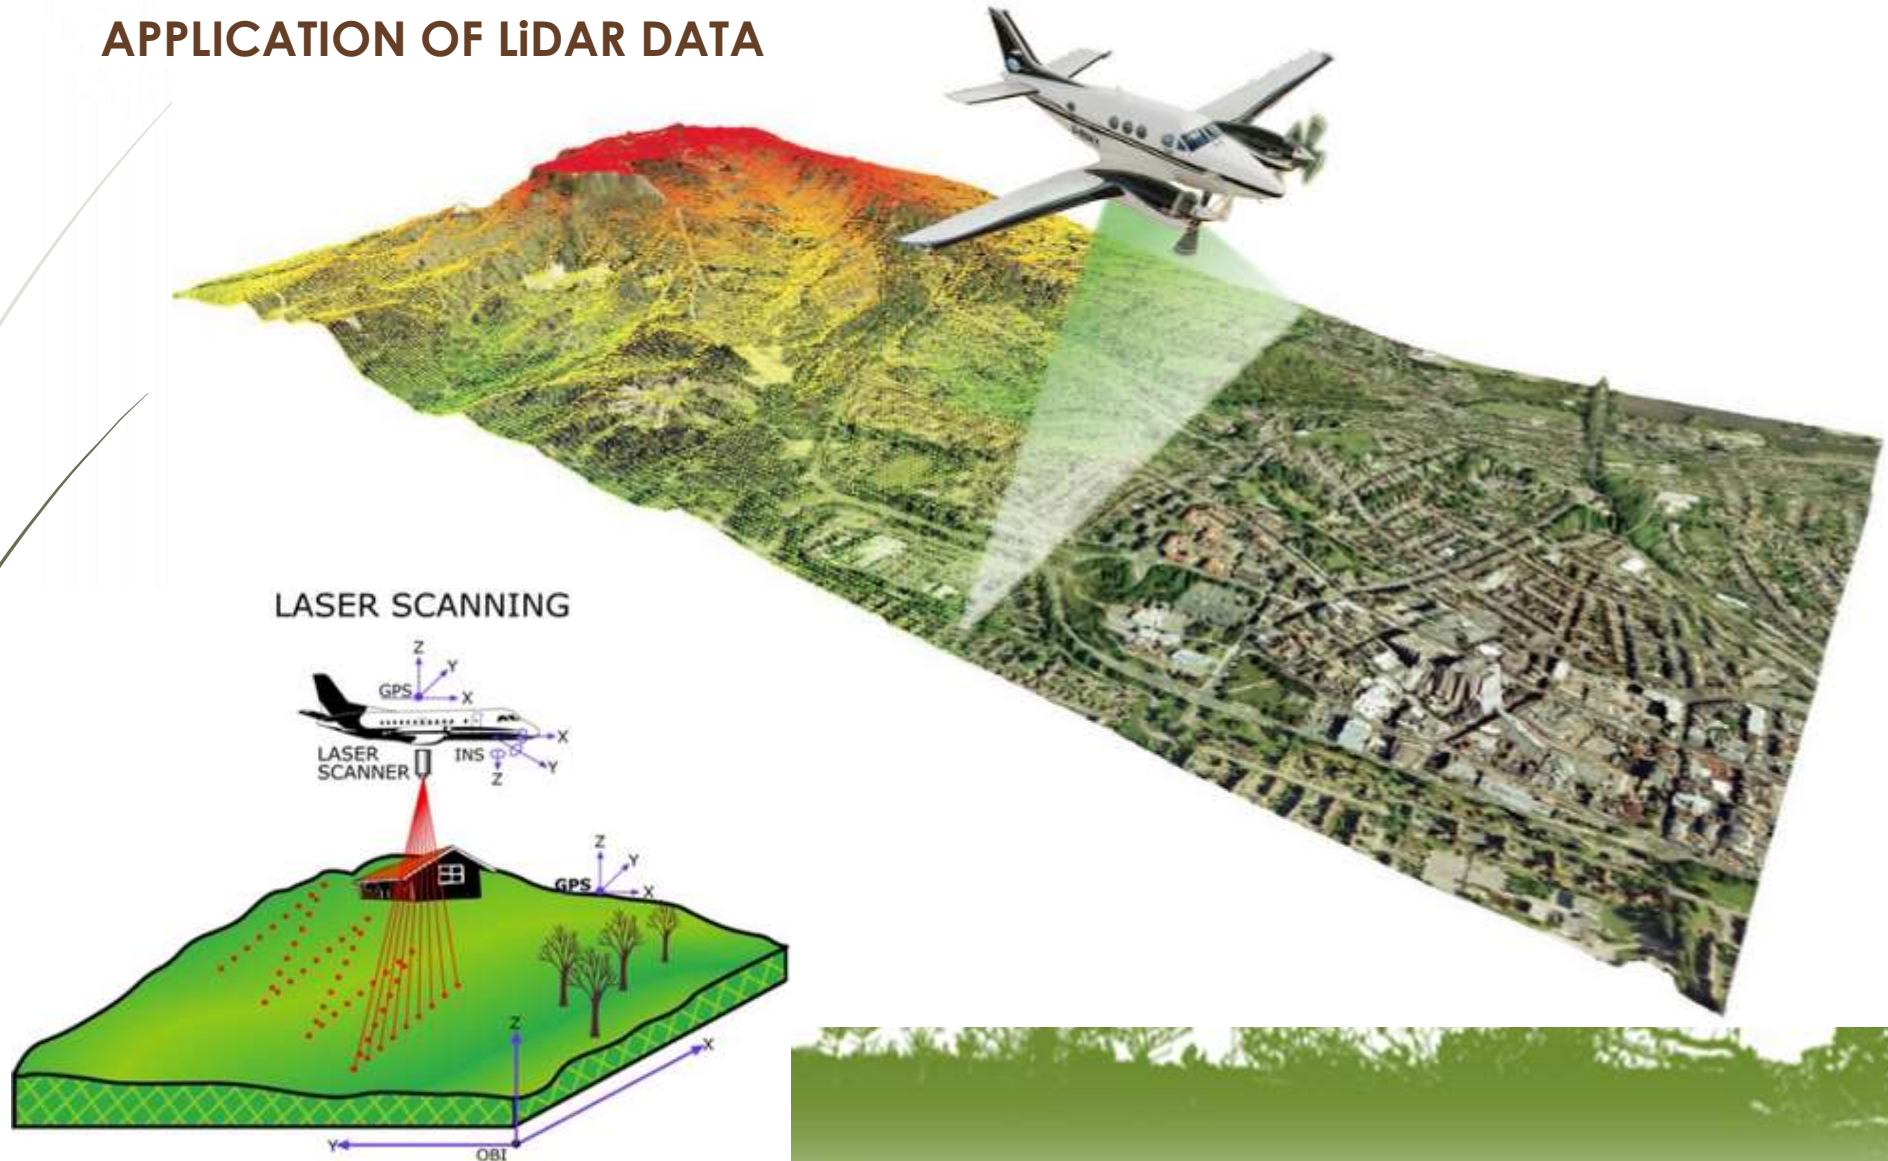 APPLICATION OF LiDAR DATA
LASER SCANNING
Z
Y
GPS
X
X
LASER
SCANNER
INS
Y
Z
Z
Y
GPS
X
Z
X
Y
OBI